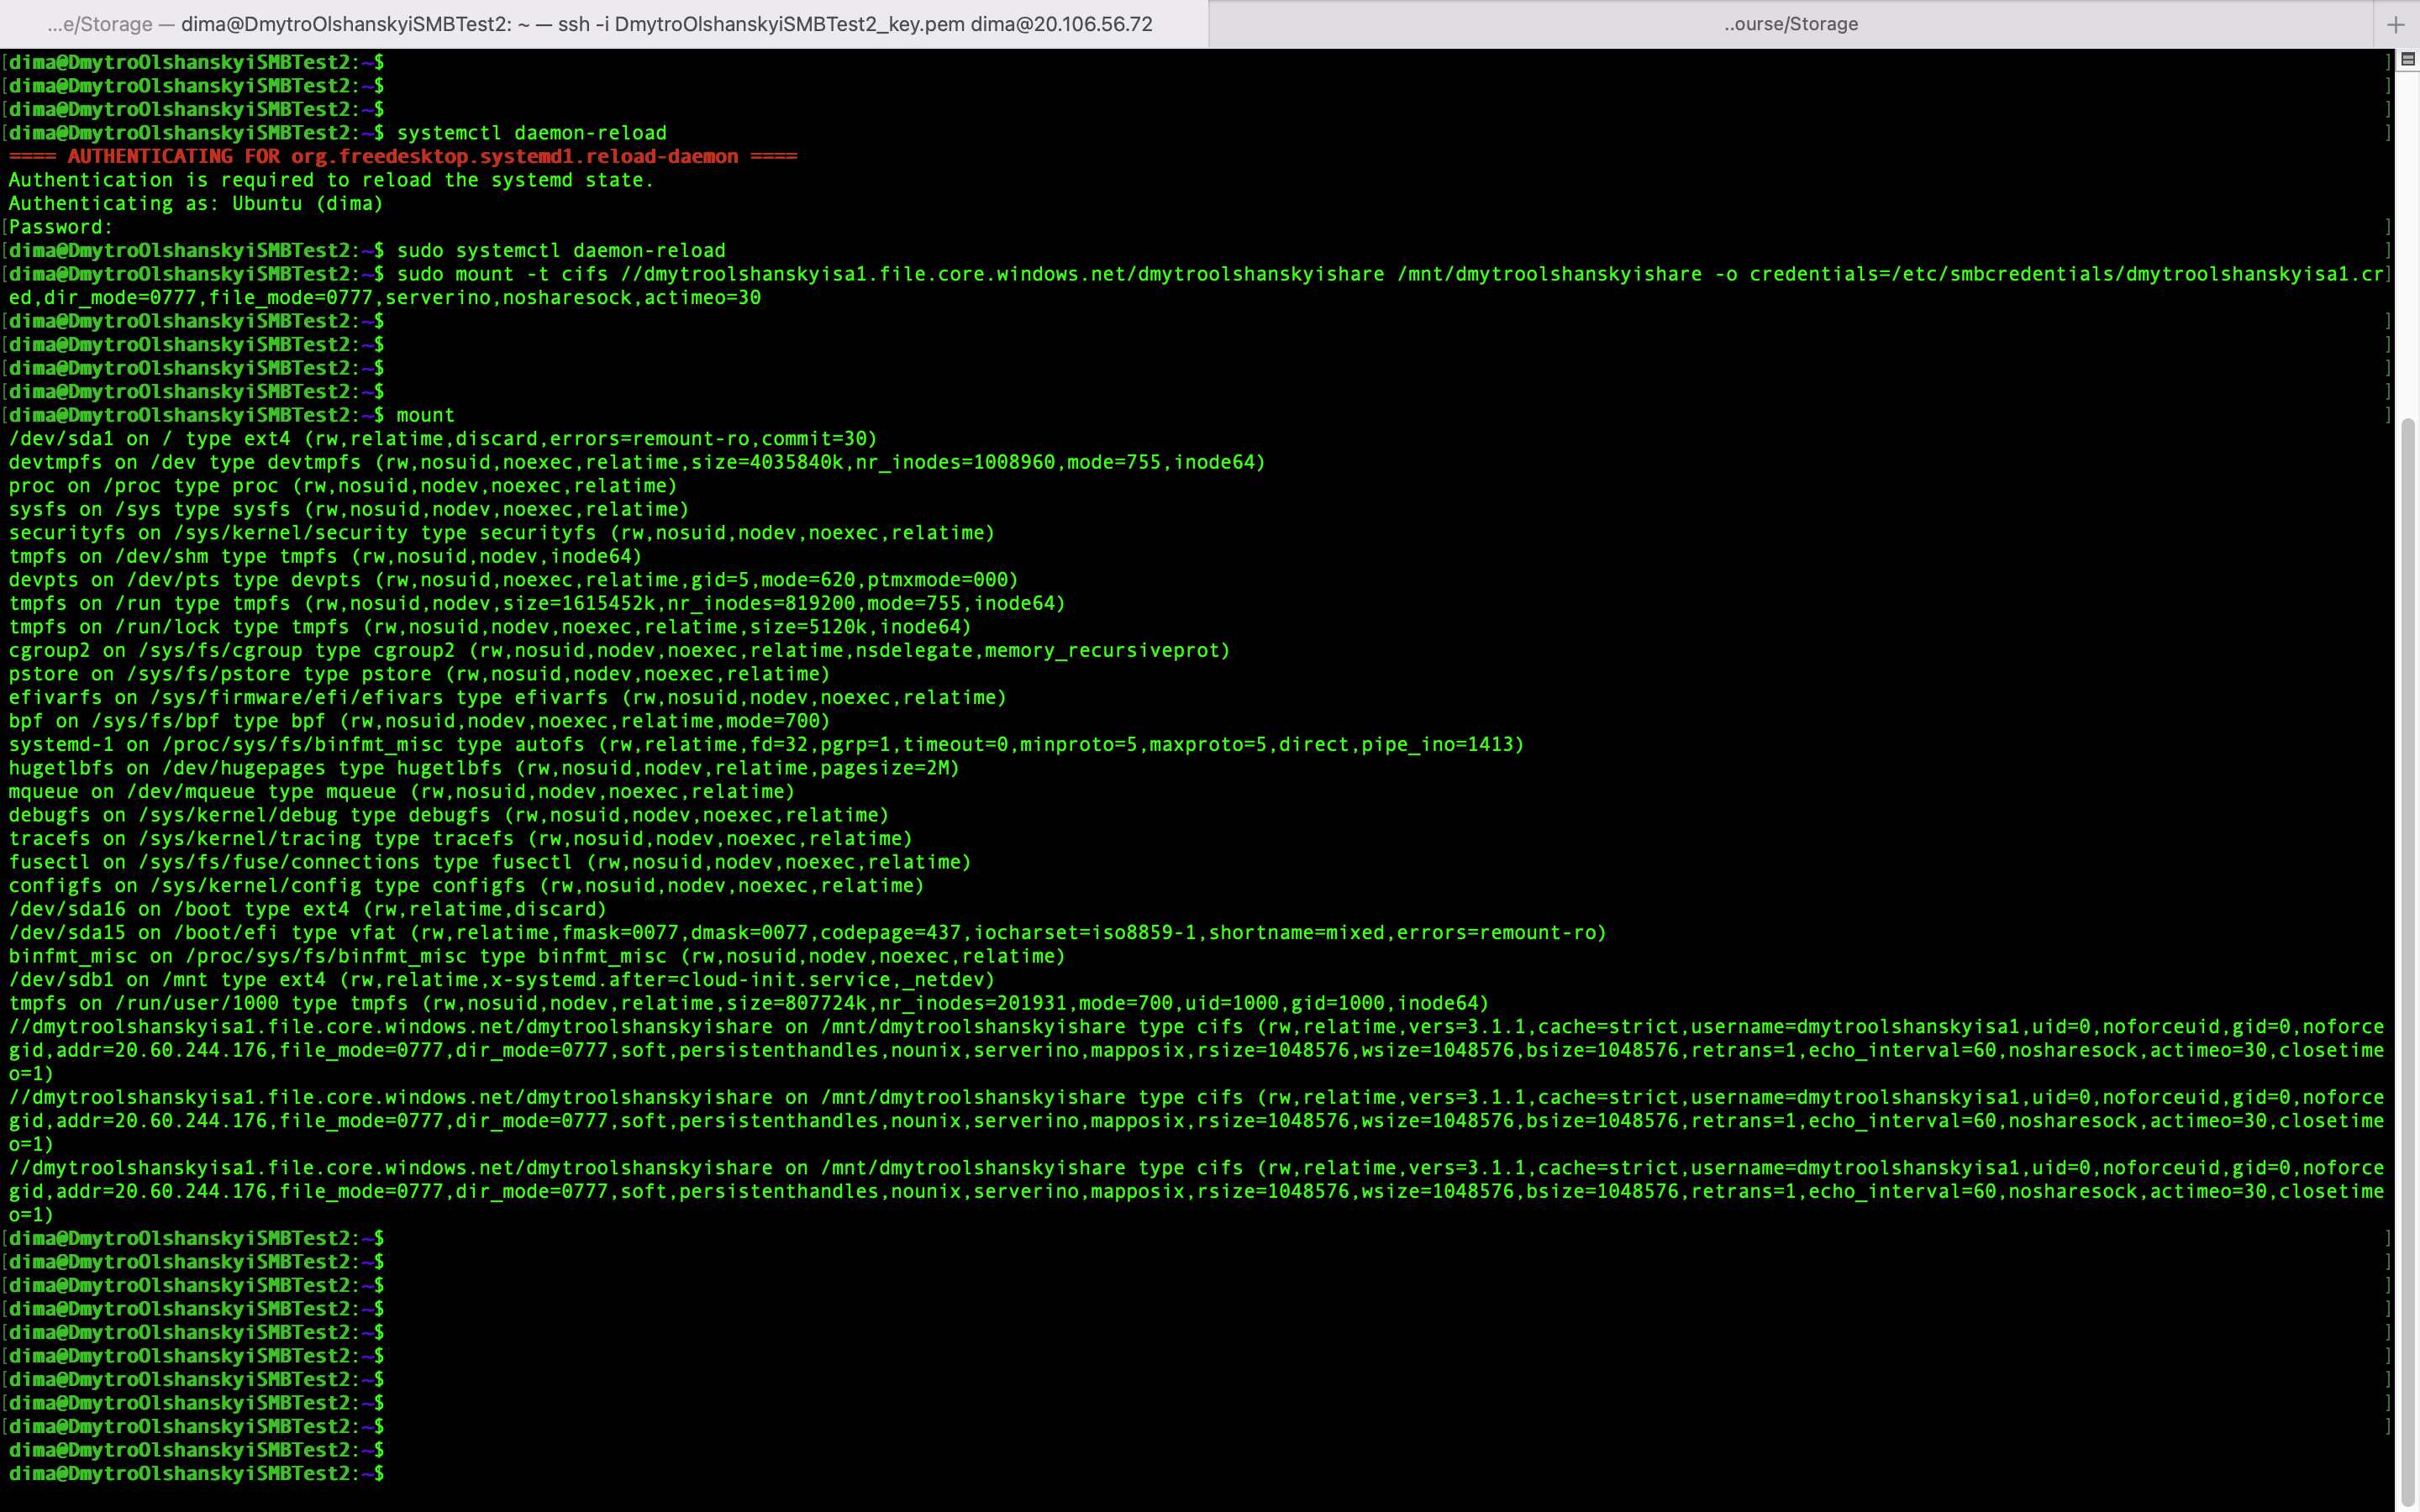 ...e/Storage — dima@DmytroOlshanskyiSMBTest2: ~ — ssh -i DmytroOlshanskyiSMBTest2_key.pem dima@20.106.56.72
..ourse/Storage
+
[dima@DmytroOlshanskyiSMBTest2:~$ ]
[dima@DmytroOlshanskyiSMBTest2:~$ ]
[dima@DmytroOlshanskyiSMBTest2:~$ ]
[dima@DmytroOlshanskyiSMBTest2:~$ systemctl daemon-reload ]
==== AUTHENTICATING FOR org.freedesktop.systemd1.reload-daemon ====
Authentication is required to reload the systemd state.
Authenticating as: Ubuntu (dima)
[Password: ]
[dima@DmytroOlshanskyiSMBTest2:~$ sudo systemctl daemon-reload ]
[dima@DmytroOlshanskyiSMBTest2:~$ sudo mount -t cifs //dmytroolshanskyisa1.file.core.windows.net/dmytroolshanskyishare /mnt/dmytroolshanskyishare -o credentials=/etc/smbcredentials/dmytroolshanskyisa1.cr]
ed,dir_mode=0777,file_mode=0777,serverino,nosharesock,actimeo=30
[dima@DmytroOlshanskyiSMBTest2:~$ ]
[dima@DmytroOlshanskyiSMBTest2:~$ ]
[dima@DmytroOlshanskyiSMBTest2:~$ ]
[dima@DmytroOlshanskyiSMBTest2:~$ ]
[dima@DmytroOlshanskyiSMBTest2:~$ mount ]
/dev/sda1 on / type ext4 (rw,relatime,discard,errors=remount-ro,commit=30)
devtmpfs on /dev type devtmpfs (rw,nosuid,noexec,relatime,size=4035840k,nr_inodes=1008960,mode=755,inode64)
proc on /proc type proc (rw,nosuid,nodev,noexec,relatime)
sysfs on /sys type sysfs (rw,nosuid,nodev,noexec,relatime)
securityfs on /sys/kernel/security type securityfs (rw,nosuid,nodev,noexec,relatime)
tmpfs on /dev/shm type tmpfs (rw,nosuid,nodev,inode64)
devpts on /dev/pts type devpts (rw,nosuid,noexec,relatime,gid=5,mode=620,ptmxmode=000)
tmpfs on /run type tmpfs (rw,nosuid,nodev,size=1615452k,nr_inodes=819200,mode=755,inode64)
tmpfs on /run/lock type tmpfs (rw,nosuid,nodev,noexec,relatime,size=5120k,inode64)
cgroup2 on /sys/fs/cgroup type cgroup2 (rw,nosuid,nodev,noexec,relatime,nsdelegate,memory_recursiveprot)
pstore on /sys/fs/pstore type pstore (rw,nosuid,nodev,noexec,relatime)
efivarfs on /sys/firmware/efi/efivars type efivarfs (rw,nosuid,nodev,noexec,relatime)
bpf on /sys/fs/bpf type bpf (rw,nosuid,nodev,noexec,relatime,mode=700)
systemd-1 on /proc/sys/fs/binfmt_misc type autofs (rw,relatime,fd=32,pgrp=1,timeout=0,minproto=5,maxproto=5,direct,pipe_ino=1413)
hugetlbfs on /dev/hugepages type hugetlbfs (rw,nosuid,nodev,relatime,pagesize=2M)
mqueue on /dev/mqueue type mqueue (rw,nosuid,nodev,noexec,relatime)
debugfs on /sys/kernel/debug type debugfs (rw,nosuid,nodev,noexec,relatime)
tracefs on /sys/kernel/tracing type tracefs (rw,nosuid,nodev,noexec,relatime)
fusectl on /sys/fs/fuse/connections type fusectl (rw,nosuid,nodev,noexec,relatime)
configfs on /sys/kernel/config type configfs (rw,nosuid,nodev,noexec,relatime)
/dev/sda16 on /boot type ext4 (rw,relatime,discard)
/dev/sda15 on /boot/efi type vfat (rw,relatime,fmask=0077,dmask=0077,codepage=437,iocharset=iso8859-1,shortname=mixed,errors=remount-ro)
binfmt_misc on /proc/sys/fs/binfmt_misc type binfmt_misc (rw,nosuid,nodev,noexec,relatime)
/dev/sdb1 on /mnt type ext4 (rw,relatime,x-systemd.after=cloud-init.service,_netdev)
tmpfs on /run/user/1000 type tmpfs (rw,nosuid,nodev,relatime,size=807724k,nr_inodes=201931,mode=700,uid=1000,gid=1000,inode64)
//dmytroolshanskyisa1.file.core.windows.net/dmytroolshanskyishare on /mnt/dmytroolshanskyishare type cifs (rw,relatime,vers=3.1.1,cache=strict,username=dmytroolshanskyisa1,uid=0,noforceuid,gid=0,noforce
gid,addr=20.60.244.176,file_mode=0777,dir_mode=0777,soft,persistenthandles,nounix,serverino,mapposix,rsize=1048576,wsize=1048576,bsize=1048576,retrans=1,echo_interval=60,nosharesock,actimeo=30,closetime
o=1)
//dmytroolshanskyisa1.file.core.windows.net/dmytroolshanskyishare on /mnt/dmytroolshanskyishare type cifs (rw,relatime,vers=3.1.1,cache=strict,username=dmytroolshanskyisa1,uid=0,noforceuid,gid=0,noforce
gid,addr=20.60.244.176,file_mode=0777,dir_mode=0777,soft,persistenthandles,nounix,serverino,mapposix,rsize=1048576,wsize=1048576,bsize=1048576,retrans=1,echo_interval=60,nosharesock,actimeo=30,closetime
o=1)
//dmytroolshanskyisa1.file.core.windows.net/dmytroolshanskyishare on /mnt/dmytroolshanskyishare type cifs (rw,relatime,vers=3.1.1,cache=strict,username=dmytroolshanskyisa1,uid=0,noforceuid,gid=0,noforce
gid,addr=20.60.244.176,file_mode=0777,dir_mode=0777,soft,persistenthandles,nounix,serverino,mapposix,rsize=1048576,wsize=1048576,bsize=1048576,retrans=1,echo_interval=60,nosharesock,actimeo=30,closetime
o=1)
[dima@DmytroOlshanskyiSMBTest2:~$ ]
[dima@DmytroOlshanskyiSMBTest2:~$ ]
[dima@DmytroOlshanskyiSMBTest2:~$ ]
[dima@DmytroOlshanskyiSMBTest2:~$ ]
[dima@DmytroOlshanskyiSMBTest2:~$ ]
[dima@DmytroOlshanskyiSMBTest2:~$ ]
[dima@DmytroOlshanskyiSMBTest2:~$ ]
[dima@DmytroOlshanskyiSMBTest2:~$ ]
[dima@DmytroOlshanskyiSMBTest2:~$ ]
dima@DmytroOlshanskyiSMBTest2:~$
dima@DmytroOlshanskyiSMBTest2:~$